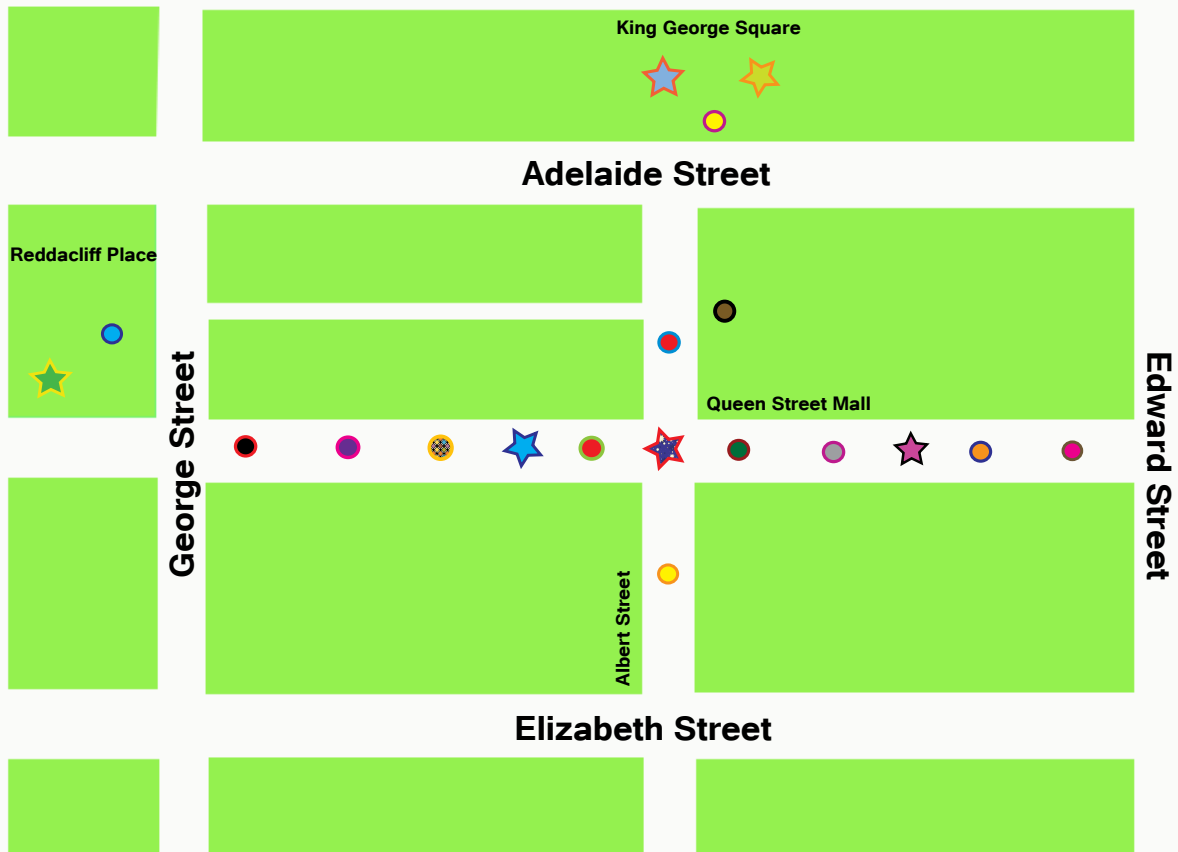 King George Square
Adelaide Street
Reddacliff Place
George Street
Queen Street Mall
Edward Street
Albert Street
Elizabeth Street